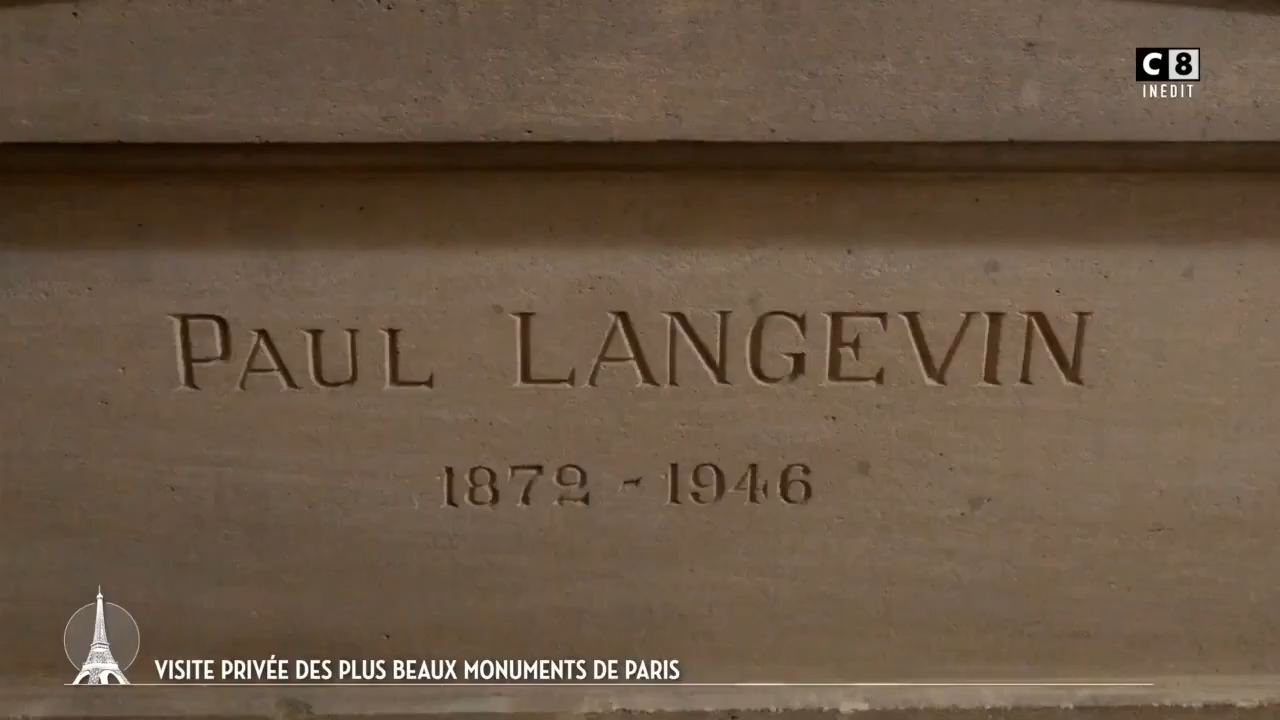 C8
INEDIT
PAUL LANGEVIN
1872 - 1946
VISITE PRIVÉE DES PLUS BEAUX MONUMENTS DE PARIS